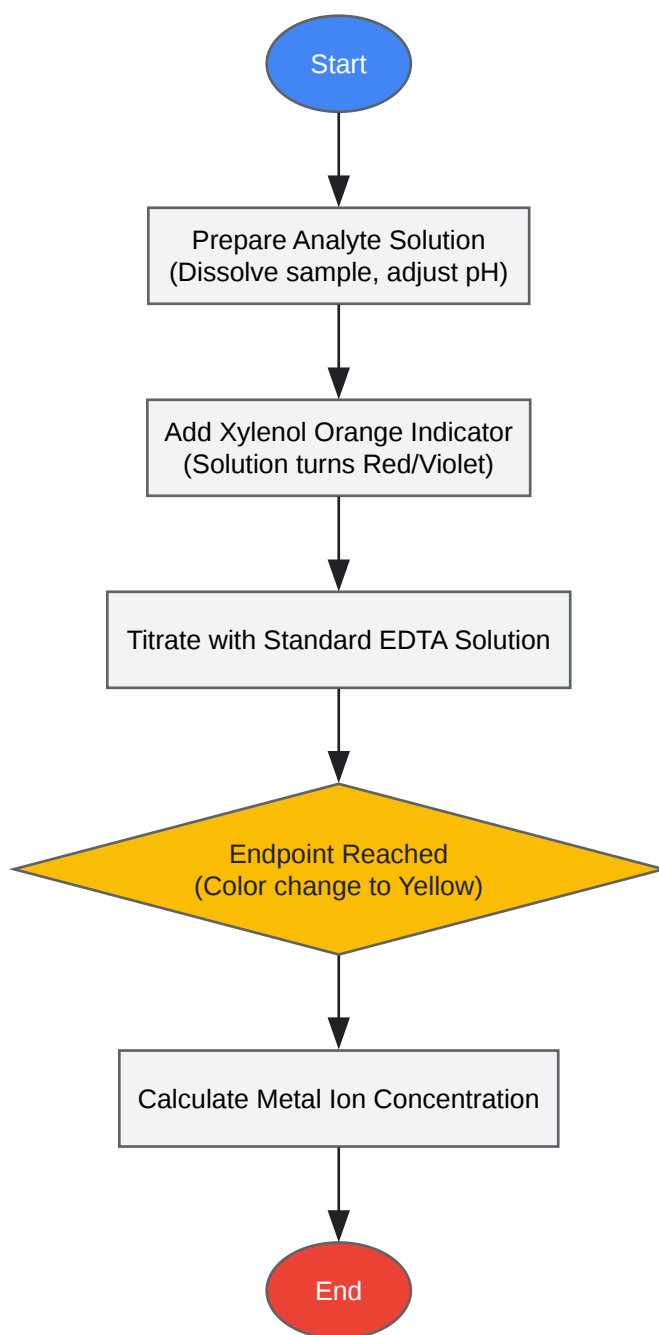 Start
Prepare Analyte Solution
(Dissolve sample, adjust pH)
Add Xylenol Orange Indicator
(Solution turns Red/Violet)
Titrate with Standard EDTA Solution
Endpoint Reached
(Color change to Yellow)
Calculate Metal Ion Concentration
End